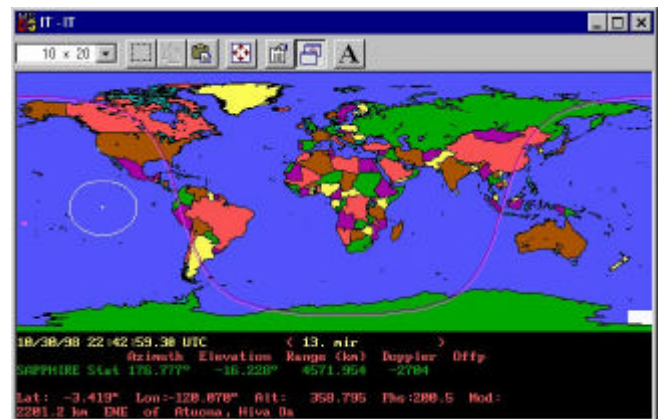 IT - IT
10 x 20
A
10/30/98 22:42:59.30 UTC ( 13. mir )
Azimuth Elevation Range (km) Doppler Offp
SAPPHIRE Stat 176.777° -16.228° 4571.954 -2704
Lat: -3.419° Lon:-120.070° Alt: 358.795 Phs:200.5 Mod:
2201.2 km ENE of Atuona, Hiva Oa